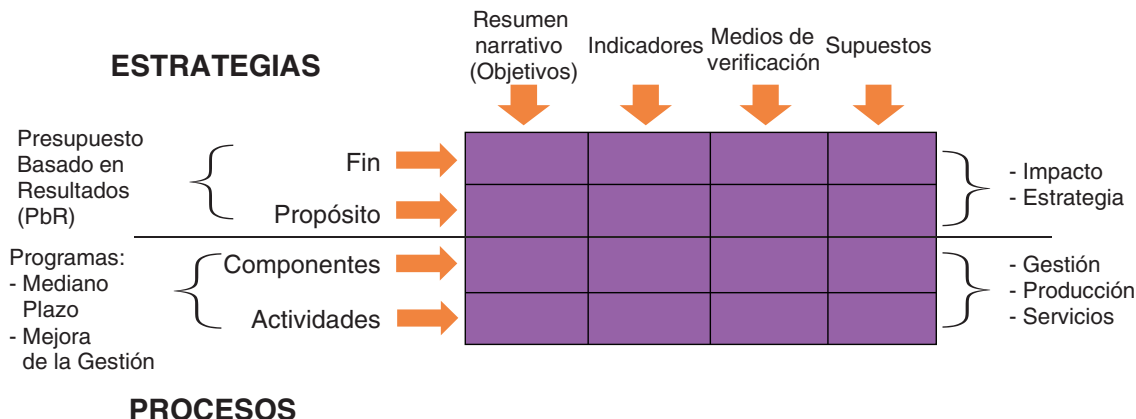 ESTRATEGIAS
Resumen
narrativo
(Objetivos)
Indicadores
Medios de
verificación
Supuestos
Presupuesto
Basado en
Resultados
(PbR)
Fin
Propósito
- Impacto
- Estrategia
Programas:
- Mediano
Plazo
- Mejora
de la Gestión
Componentes
Actividades
- Gestión
- Producción
- Servicios
PROCESOS